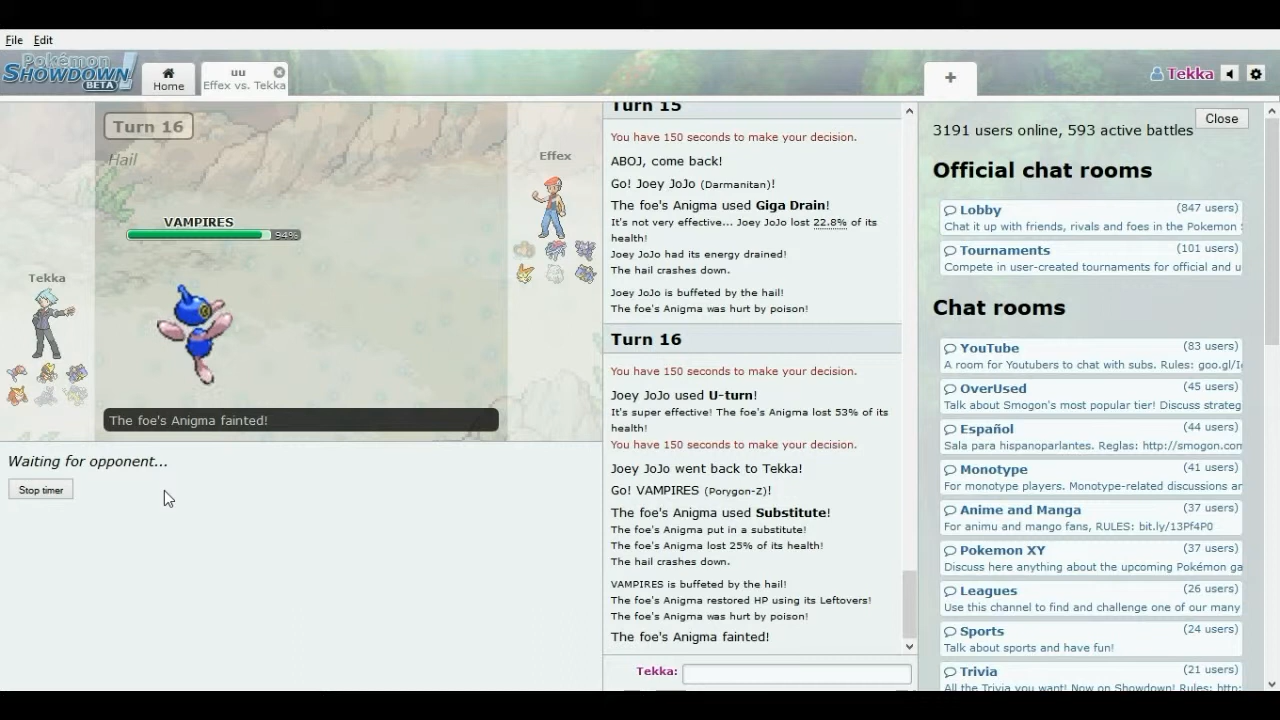 File Edit
Pokémon
SHOWDOWN!
BETA
Home
uu
Effex vs. Tekka
+
Tekka
Turn 16
Hail
VAMPIRES
94%
Tekka
Effex
The foe's Anigma fainted!
Waiting for opponent...
Stop timer
Turn 15
You have 150 seconds to make your decision.
ABOJ, come back!
Go! Joey JoJo (Darmanitan)!
The foe's Anigma used Giga Drain!
It's not very effective... Joey JoJo lost 22.8% of its
health!
Joey JoJo had its energy drained!
The hail crashes down.
Joey JoJo is buffeted by the hail!
The foe's Anigma was hurt by poison!
Turn 16
You have 150 seconds to make your decision.
Joey JoJo used U-turn!
It's super effective! The foe's Anigma lost 53% of its
health!
You have 150 seconds to make your decision.
Joey JoJo went back to Tekka!
Go! VAMPIRES (Porygon-Z)!
The foe's Anigma used Substitute!
The foe's Anigma put in a substitute!
The foe's Anigma lost 25% of its health!
The hail crashes down.
VAMPIRES is buffeted by the hail!
The foe's Anigma restored HP using its Leftovers!
The foe's Anigma was hurt by poison!
The foe's Anigma fainted!
Tekka:
Close
3191 users online, 593 active battles
Official chat rooms
Lobby (847 users)
Chat it up with friends, rivals and foes in the Pokemon
Tournaments (101 users)
Compete in user-created tournaments for official and u
Chat rooms
YouTube (83 users)
A room for Youtubers to chat with subs. Rules: goo.gl/
OverUsed (45 users)
Talk about Smogon's most popular tier! Discuss strateg
Español (44 users)
Sala para hispanoparlantes. Reglas: http://smogon.com
Monotype (41 users)
For monotype players. Monotype-related discussions ar
Anime and Manga (37 users)
For animu and mango fans, RULES: bit.ly/13Pf4P0
Pokemon XY (37 users)
Discuss here anything about the upcoming Pokémon ga
Leagues (26 users)
Use this channel to find and challenge one of our many
Sports (24 users)
Talk about sports and have fun!
Trivia (21 users)
All the Trivia you want! Now on Showdown! Rules: http: